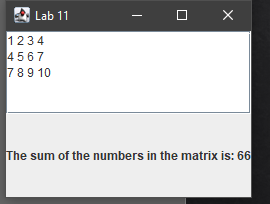 Lab 11
1 2 3 4
4 5 6 7
7 8 9 10
The sum of the numbers in the matrix is: 66